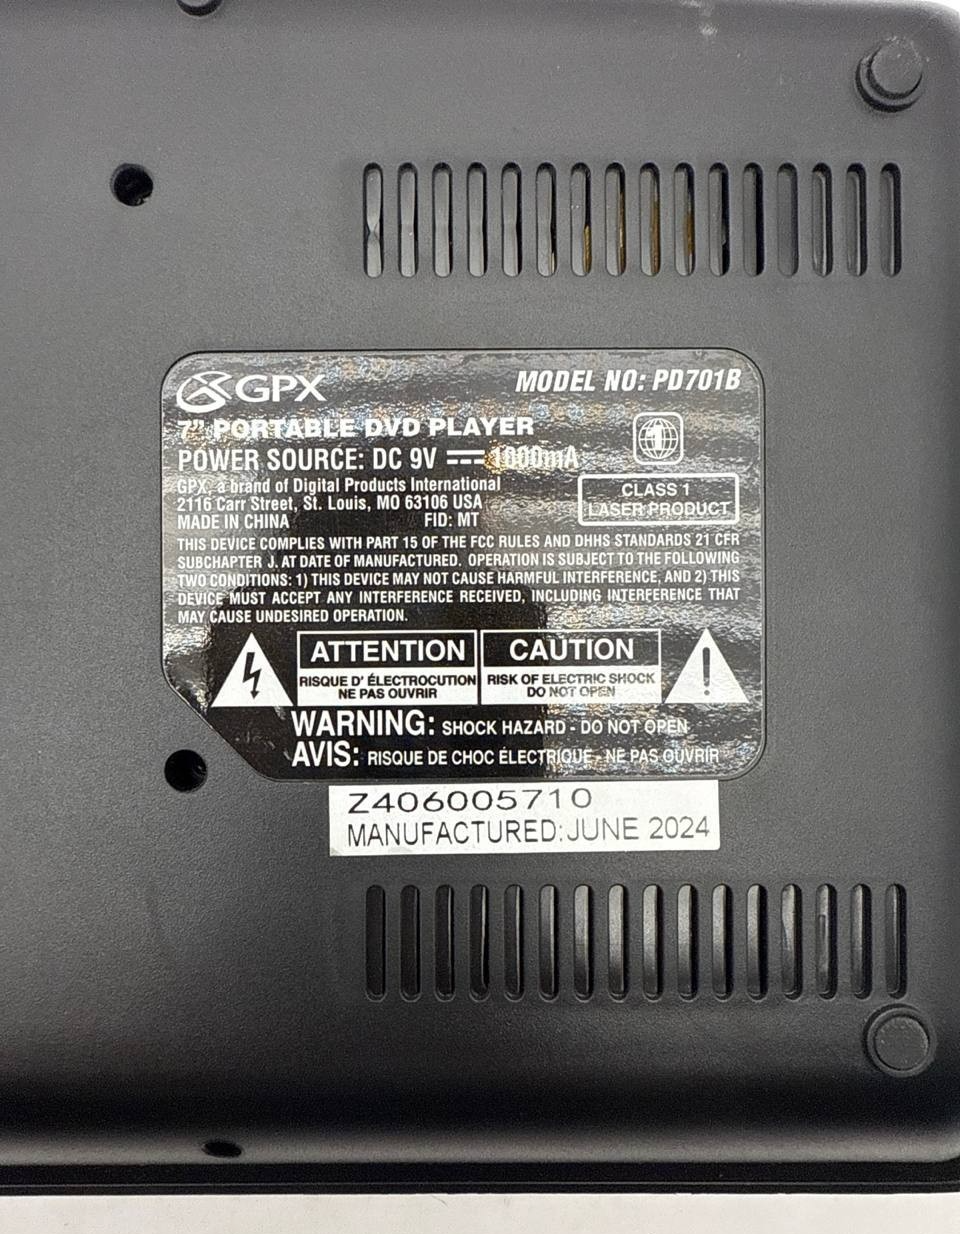 GPX
MODEL NO: PD701B
7" PORTABLE DVD PLAYER
1
POWER SOURCE: DC 9V ⎓ 1000mA
GPX, a brand of Digital Products International
2116 Carr Street, St. Louis, MO 63106 USA
MADE IN CHINA FID: MT
CLASS 1
LASER PRODUCT
THIS DEVICE COMPLIES WITH PART 15 OF THE FCC RULES AND DHHS STANDARDS 21 CFR
SUBCHAPTER J. AT DATE OF MANUFACTURED. OPERATION IS SUBJECT TO THE FOLLOWING
TWO CONDITIONS: 1) THIS DEVICE MAY NOT CAUSE HARMFUL INTERFERENCE, AND 2) THIS
DEVICE MUST ACCEPT ANY INTERFERENCE RECEIVED, INCLUDING INTERFERENCE THAT
MAY CAUSE UNDESIRED OPERATION.
ATTENTION
RISQUE D' ÉLECTROCUTION
NE PAS OUVRIR
CAUTION
RISK OF ELECTRIC SHOCK
DO NOT OPEN
WARNING: SHOCK HAZARD - DO NOT OPEN
AVIS: RISQUE DE CHOC ÉLECTRIQUE - NE PAS OUVRIR
Z406005710
MANUFACTURED:JUNE 2024